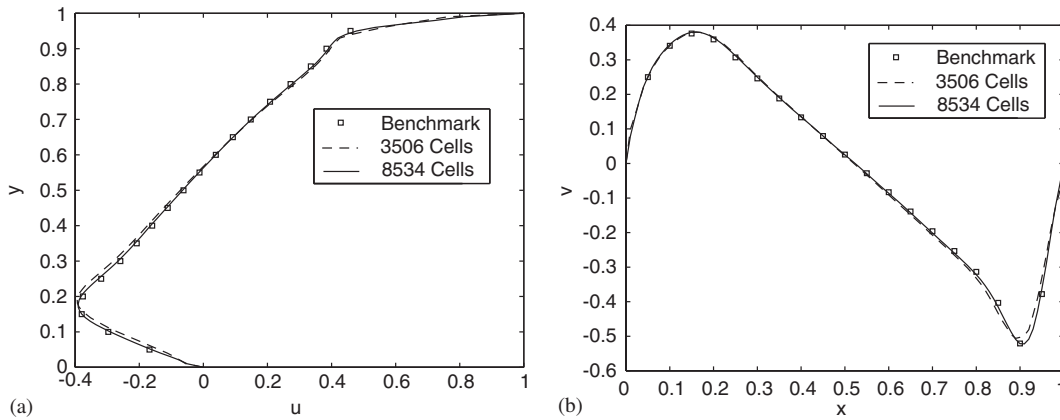 1
0.9
0.8
0.7
0.6
0.5
0.4
0.3
0.2
0.1
0
y
Benchmark
3506 Cells
8534 Cells
-0.4 -0.2 0 0.2 0.4 0.6 0.8 1
u
(a)
0.4
0.3
0.2
0.1
0
-0.1
-0.2
-0.3
-0.4
-0.5
-0.6
v
Benchmark
3506 Cells
8534 Cells
0 0.1 0.2 0.3 0.4 0.5 0.6 0.7 0.8 0.9 1
x
(b)